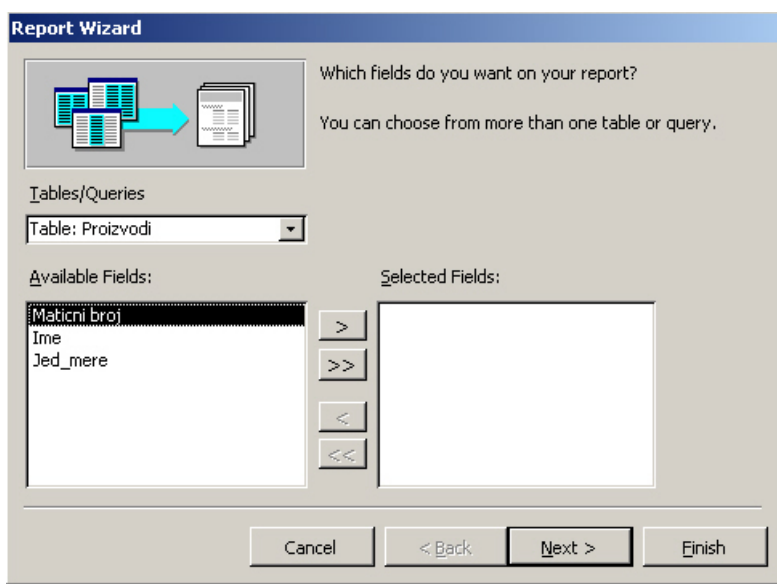 Report Wizard
Which fields do you want on your report?
You can choose from more than one table or query.
Tables/Queries
Table: Proizvodi
Available Fields:
Selected Fields:
Maticni broj
Ime
Jed_mere
>
>>
<
<<
Cancel
< Back
Next >
Finish